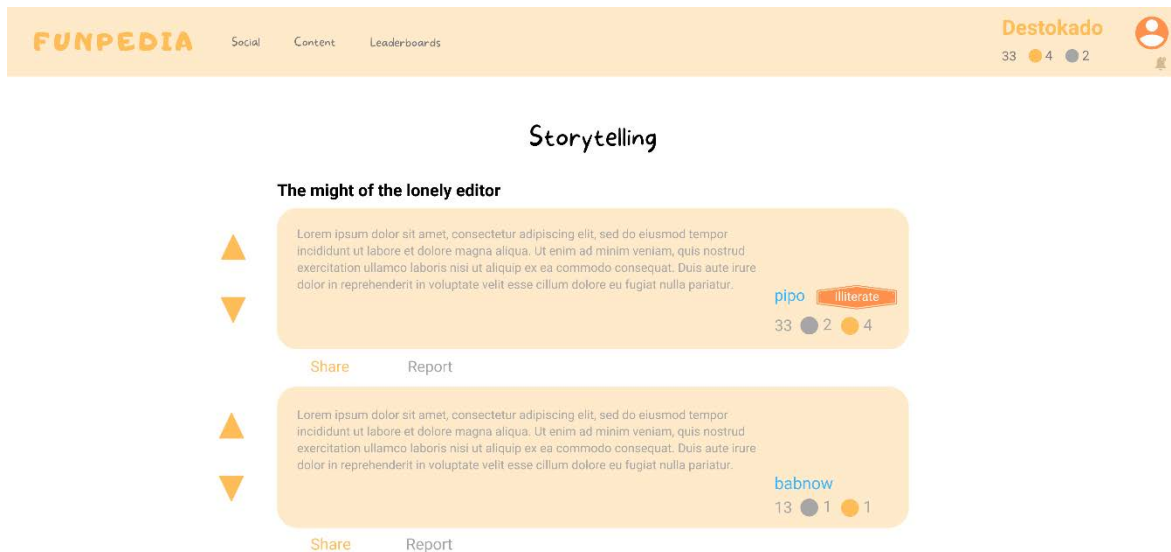 FUNPEDIA Social Content Leaderboards Destokado
33 4 2
Storytelling
The might of the lonely editor
Lorem ipsum dolor sit amet, consectetur adipiscing elit, sed do eiusmod tempor
incididunt ut labore et dolore magna aliqua. Ut enim ad minim veniam, quis nostrud
exercitation ullamco laboris nisi ut aliquip ex ea commodo consequat. Duis aute irure
dolor in reprehenderit in voluptate velit esse cillum dolore eu fugiat nulla pariatur.
pipo Illiterate
33 2 4
Share Report
Lorem ipsum dolor sit amet, consectetur adipiscing elit, sed do eiusmod tempor
incididunt ut labore et dolore magna aliqua. Ut enim ad minim veniam, quis nostrud
exercitation ullamco laboris nisi ut aliquip ex ea commodo consequat. Duis aute irure
dolor in reprehenderit in voluptate velit esse cillum dolore eu fugiat nulla pariatur.
babnow
13 1 1
Share Report